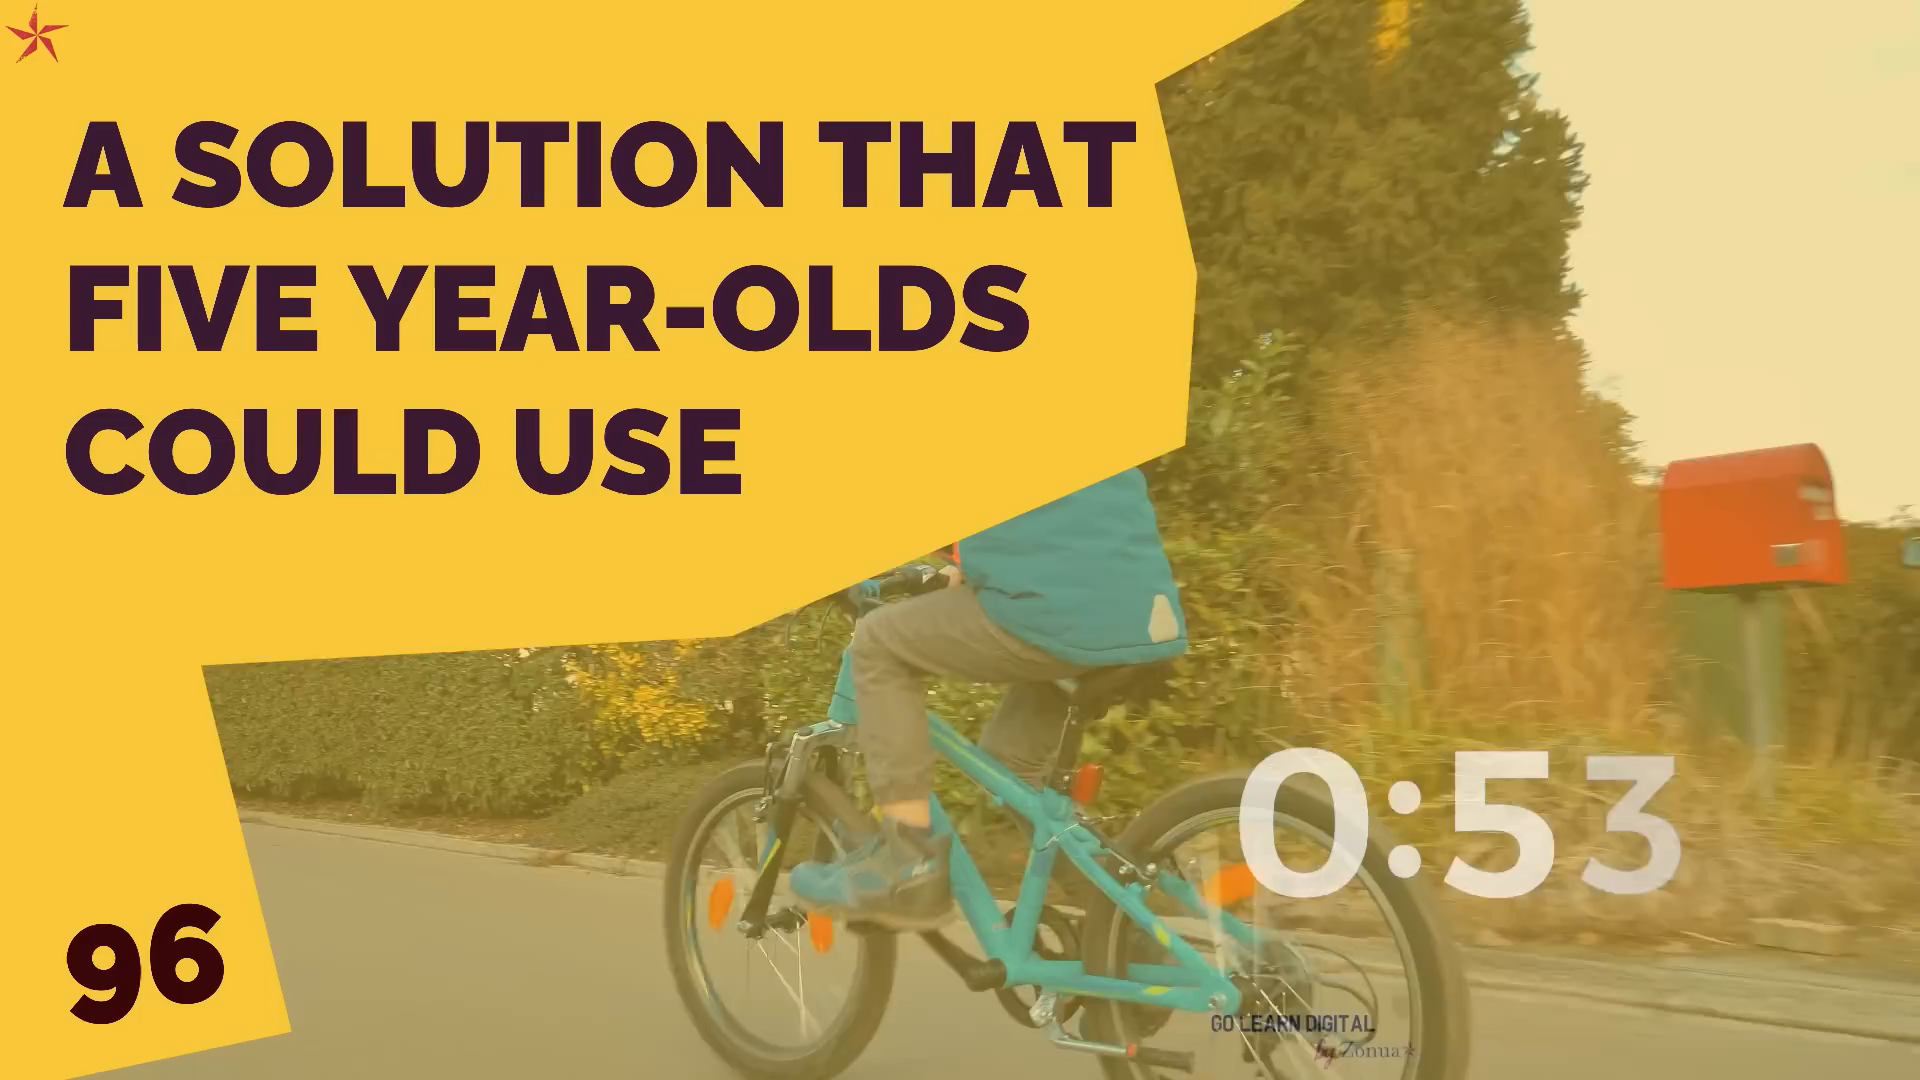 A SOLUTION THAT
FIVE YEAR-OLDS
COULD USE
0:53
96
GO LEARN DIGITAL
by Zonua